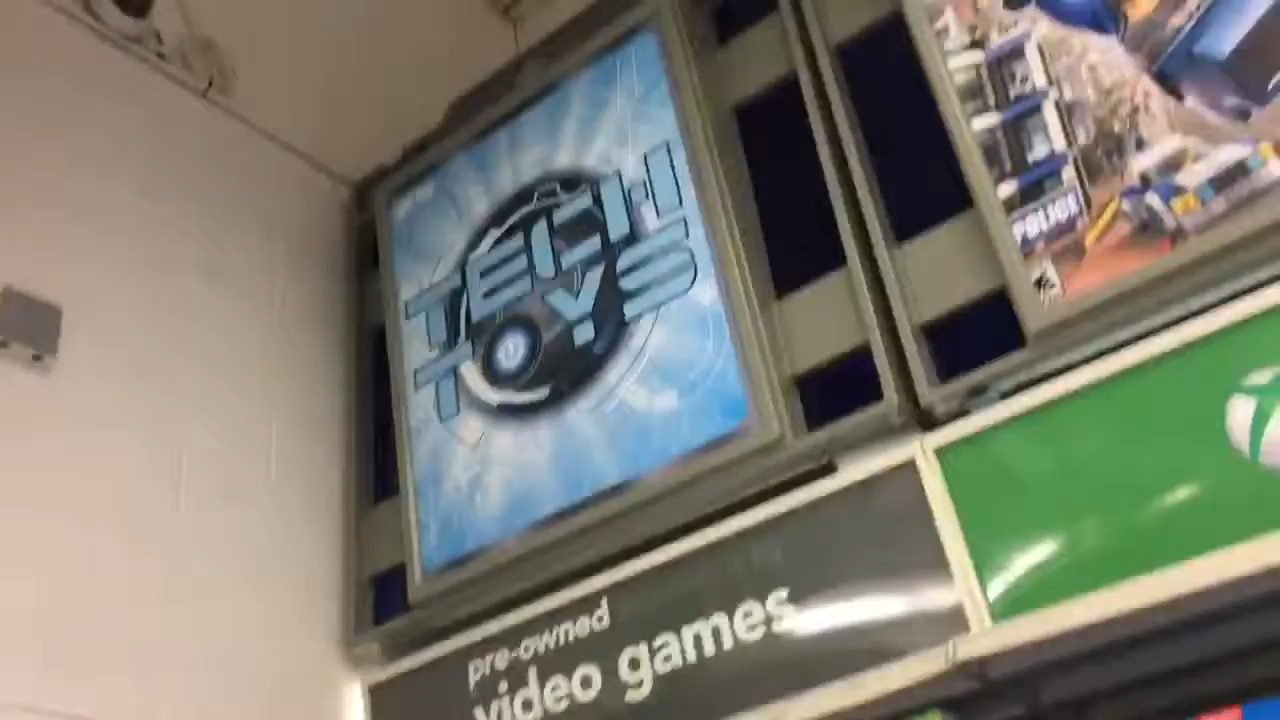 TECH
TOYS
POLICE
pre-owned
video games